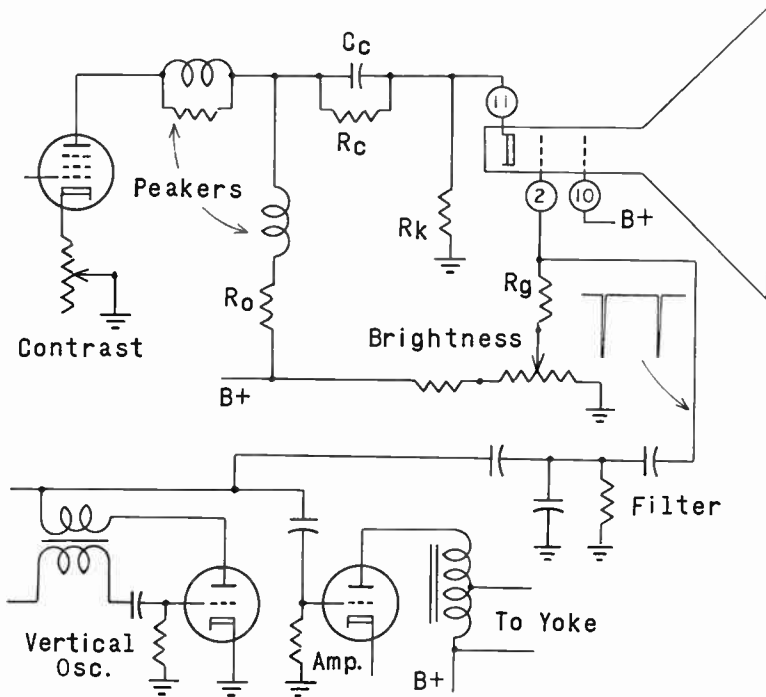 Cc
11
Rc
Peakers
2
10
B+
Rk
Ro
Rg
Contrast
Brightness
B+
Filter
To Yoke
Vertical
Osc.
Amp.
B+